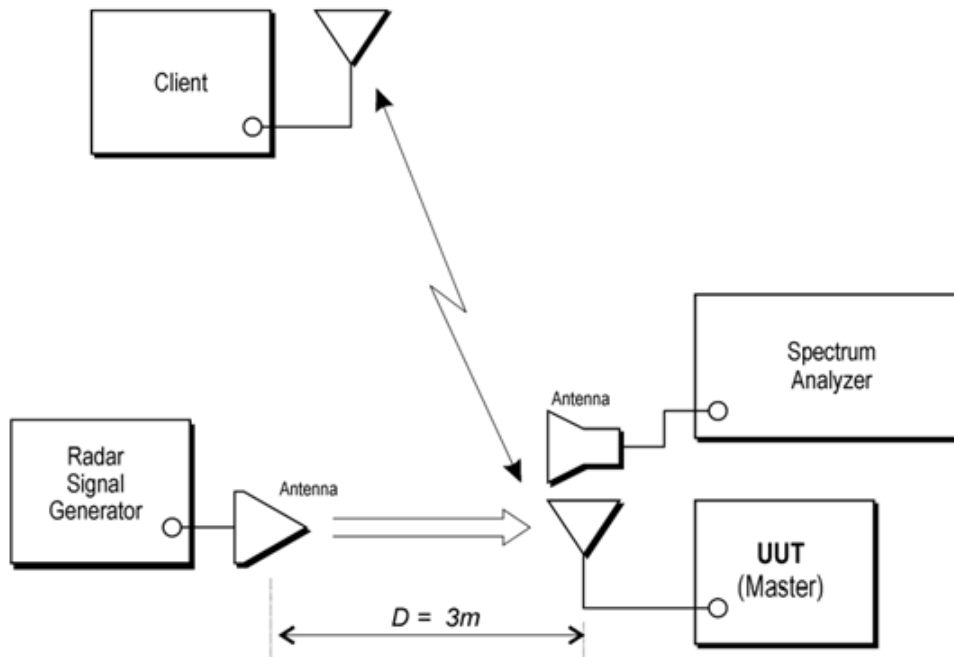 Client
Spectrum
Analyzer
Antenna
Radar
Signal
Generator
Antenna
UUT
(Master)
D = 3m